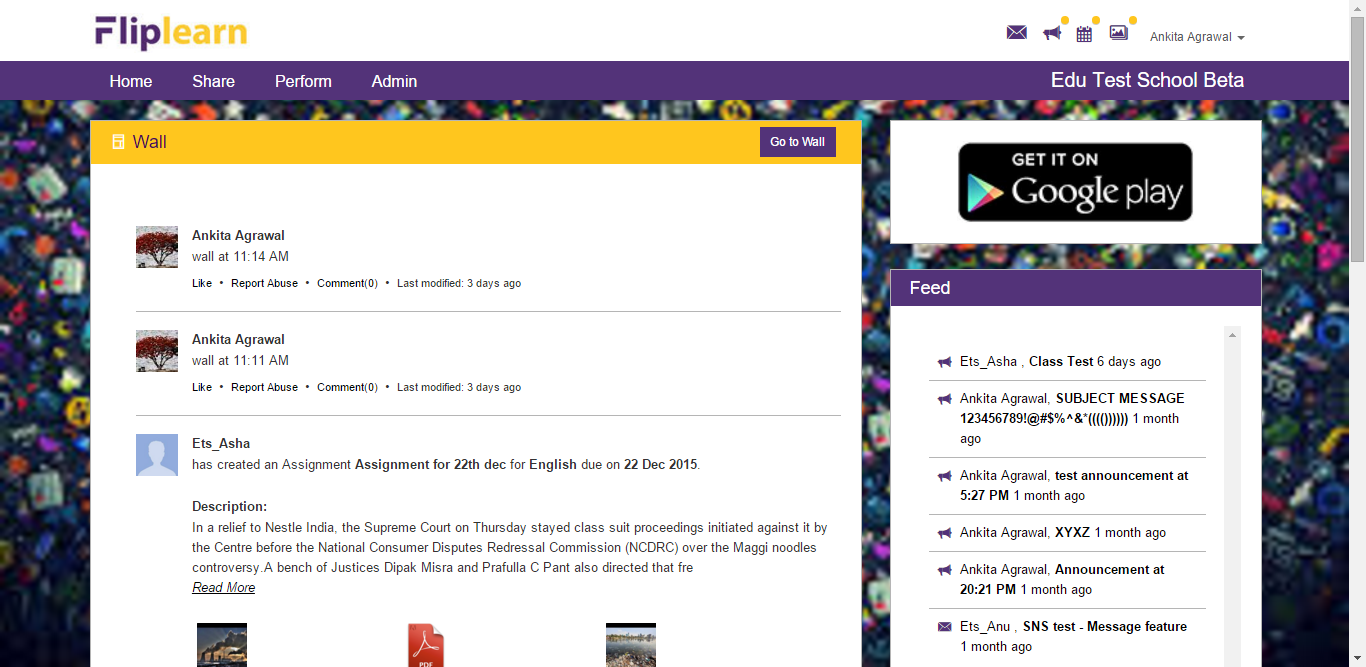 Fliplearn
Ankita Agrawal
Home Share Perform Admin
Edu Test School Beta
Wall
Go to Wall
Ankita Agrawal
wall at 11:14 AM
Like • Report Abuse • Comment(0) • Last modified: 3 days ago
Ankita Agrawal
wall at 11:11 AM
Like • Report Abuse • Comment(0) • Last modified: 3 days ago
Ets_Asha
has created an Assignment Assignment for 22th dec for English due on 22 Dec 2015.
Description:
In a relief to Nestle India, the Supreme Court on Thursday stayed class suit proceedings initiated against it by
the Centre before the National Consumer Disputes Redressal Commission (NCDRC) over the Maggi noodles
controversy.A bench of Justices Dipak Misra and Prafulla C Pant also directed that fre
Read More
PDF
GET IT ON
Google play
Feed
Ets_Asha , Class Test 6 days ago
Ankita Agrawal, SUBJECT MESSAGE
123456789!@#$%^&*(((())))))  1 month
ago
Ankita Agrawal, test announcement at
5:27 PM 1 month ago
Ankita Agrawal, XYXZ 1 month ago
Ankita Agrawal, Announcement at
20:21 PM 1 month ago
Ets_Anu , SNS test - Message feature
1 month ago